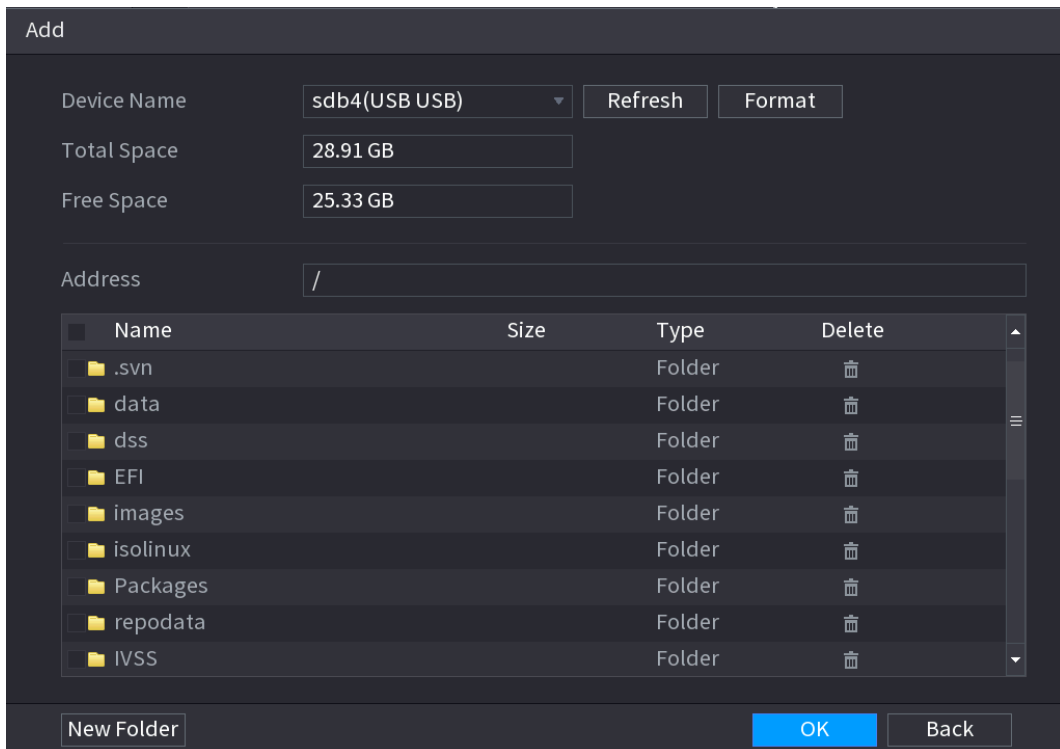 Add
Device Name sdb4(USB USB) Refresh Format
Total Space 28.91 GB
Free Space 25.33 GB
Address /
Name Size Type Delete
.svn Folder
data Folder
dss Folder
EFI Folder
images Folder
isolinux Folder
Packages Folder
repodata Folder
IVSS Folder
New Folder OK Back